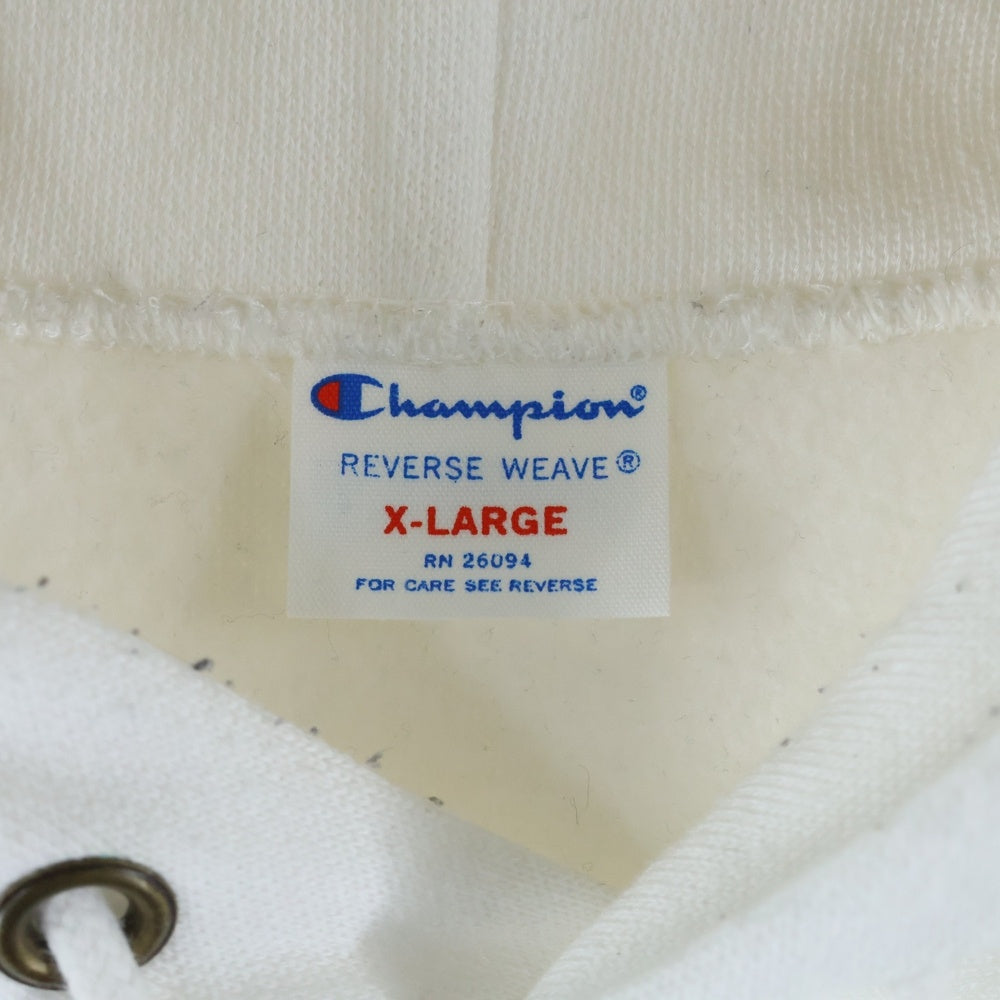 Champion®
REVERSE WEAVE®
X-LARGE
RN 26094
FOR CARE SEE REVERSE